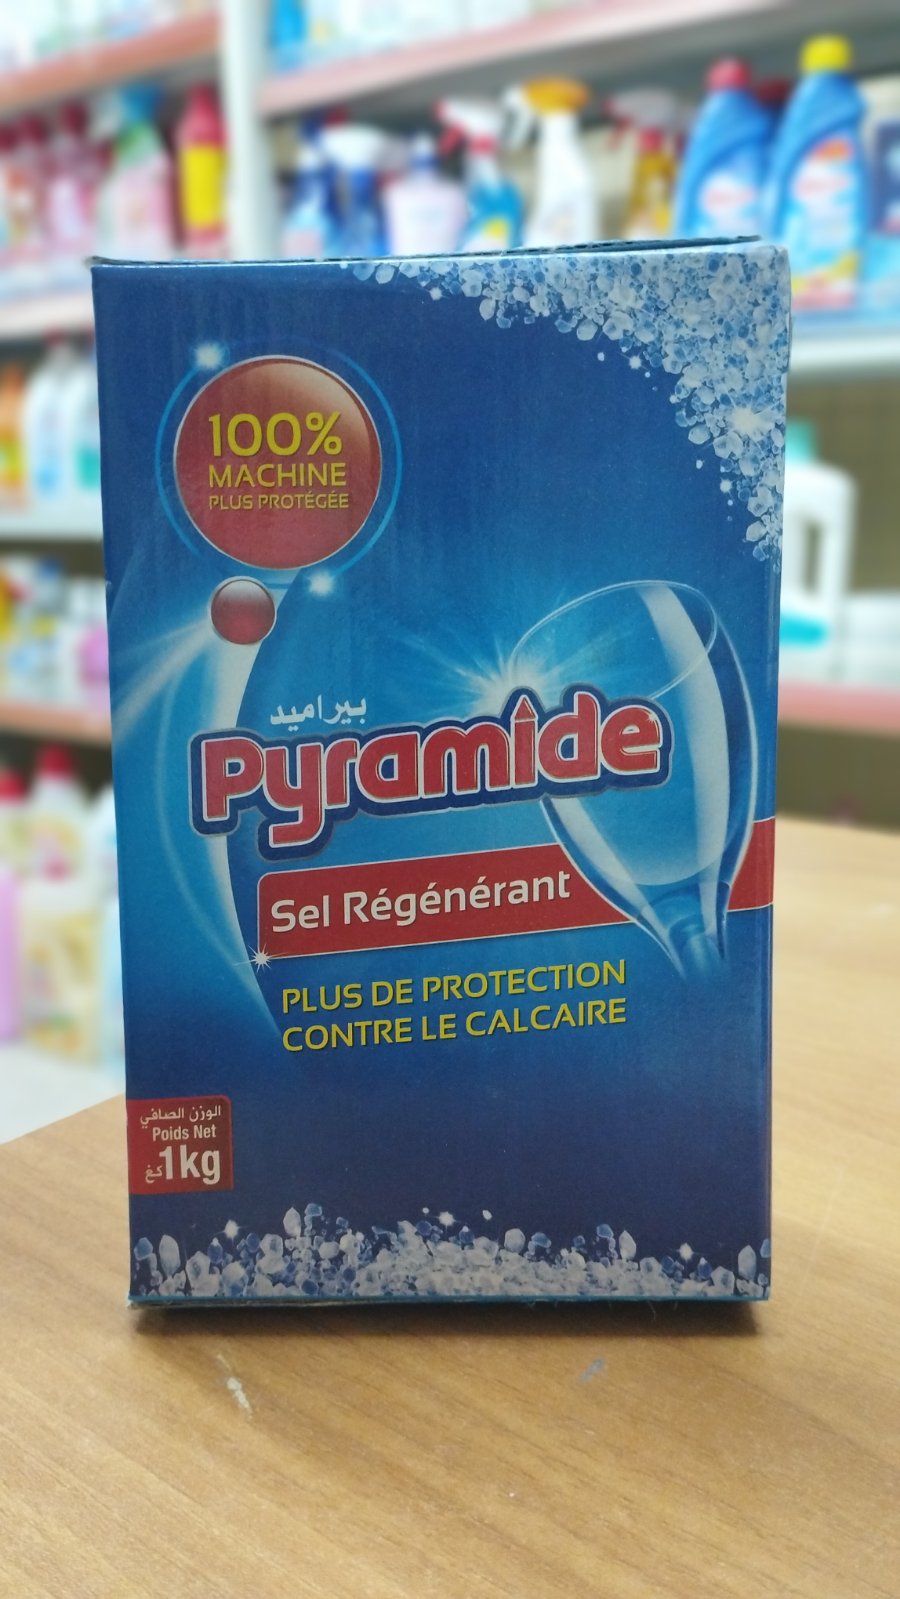 100%
MACHINE
PLUS PROTÉGÉE
بيراميد
Pyramide
Sel Régénérant
PLUS DE PROTECTION
CONTRE LE CALCAIRE
الوزن الصافي
Poids Net
1kg كغ